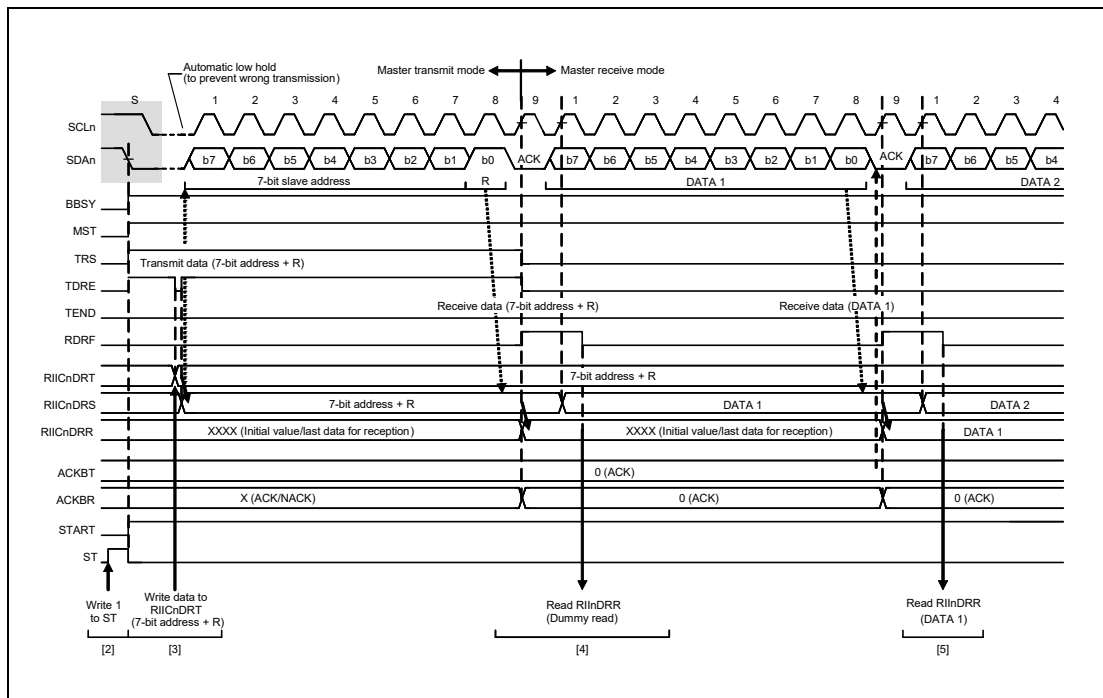 Automatic low hold
(to prevent wrong transmission)
Master transmit mode
Master receive mode
S 1 2 3 4 5 6 7 8 9 1 2 3 4 5 6 7 8 9 1 2 3 4
SCLn
SDAn b7 b6 b5 b4 b3 b2 b1 b0 ACK b7 b6 b5 b4 b3 b2 b1 b0 ACK b7 b6 b5 b4
7-bit slave address R DATA 1 DATA 2
BBSY
MST
TRS
Transmit data (7-bit address + R)
TDRE
Receive data (7-bit address + R) Receive data (DATA 1)
TEND
RDRF
RIICnDRT 7-bit address + R
RIICnDRS 7-bit address + R DATA 1 DATA 2
RIICnDRR XXXX (Initial value/last data for reception) XXXX (Initial value/last data for reception) DATA 1
ACKBT 0 (ACK)
ACKBR X (ACK/NACK) 0 (ACK) 0 (ACK)
START
ST
Write 1
to ST
Write data to
RIICnDRT
(7-bit address + R)
Read RIInDRR
(Dummy read)
Read RIInDRR
(DATA 1)
[2] [3] [4] [5]